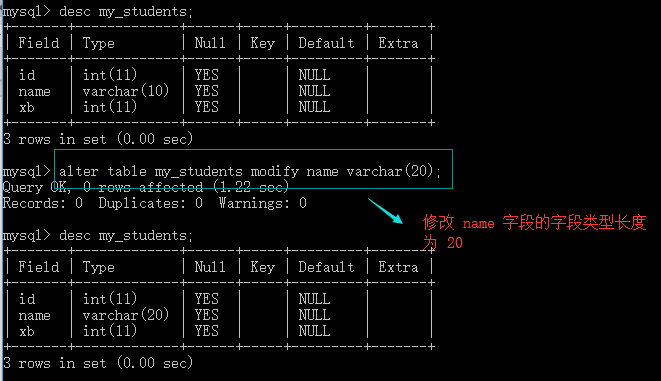 mysql> desc my_students;
+-------+-------------+------+-----+---------+-------+
| Field | Type        | Null | Key | Default | Extra |
+-------+-------------+------+-----+---------+-------+
| id    | int(11)     | YES  |     | NULL    |       |
| name  | varchar(10) | YES  |     | NULL    |       |
| xb    | int(11)     | YES  |     | NULL    |       |
+-------+-------------+------+-----+---------+-------+
3 rows in set (0.00 sec)
mysql> alter table my_students modify name varchar(20);
Query OK, 0 rows affected (1.22 sec)
Records: 0  Duplicates: 0  Warnings: 0
修改 name 字段的字段类型长度
为 20
mysql> desc my_students;
+-------+-------------+------+-----+---------+-------+
| Field | Type        | Null | Key | Default | Extra |
+-------+-------------+------+-----+---------+-------+
| id    | int(11)     | YES  |     | NULL    |       |
| name  | varchar(20) | YES  |     | NULL    |       |
| xb    | int(11)     | YES  |     | NULL    |       |
+-------+-------------+------+-----+---------+-------+
3 rows in set (0.00 sec)